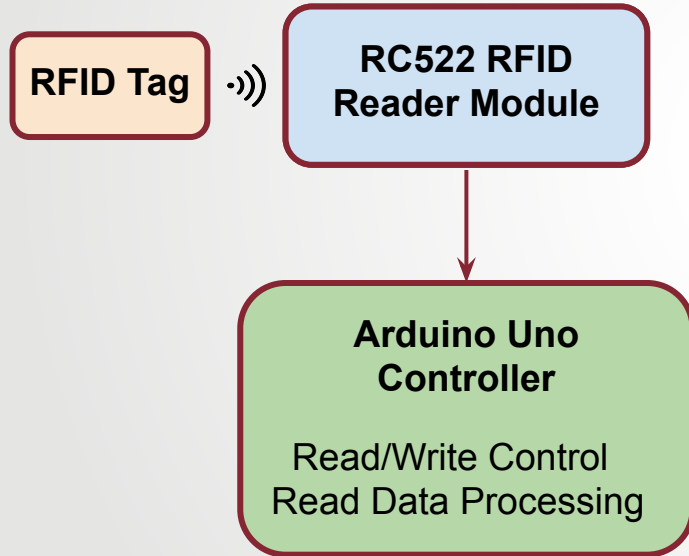 RFID Tag
RC522 RFID
Reader Module
Arduino Uno
Controller
Read/Write Control
Read Data Processing